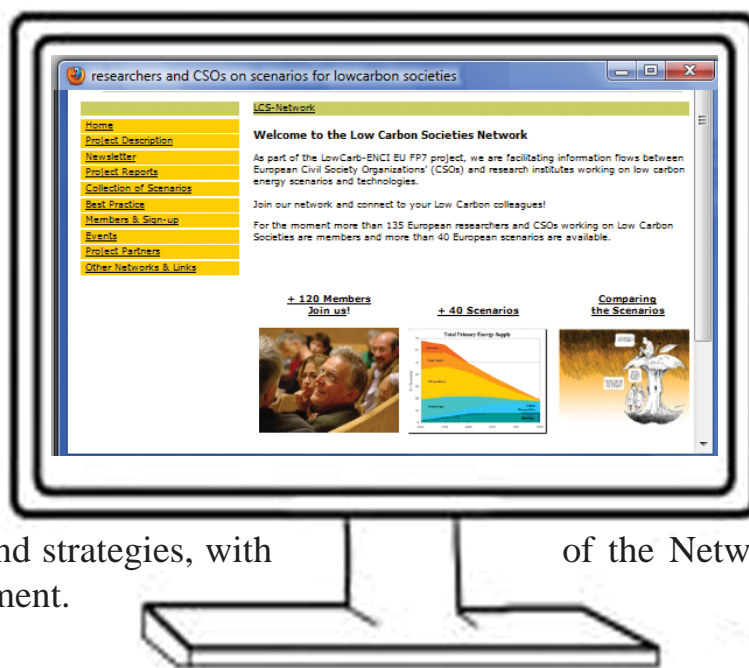 researchers and CSOs on scenarios for lowcarbon societies
LCS-Network
Home
Project Description
Newsletter
Project Reports
Collection of Scenarios
Best Practice
Members & Sign-up
Events
Project Partners
Other Networks & Links
Welcome to the Low Carbon Societies Network
As part of the LowCarb-ENCI EU FP7 project, we are facilitating information flows between
European Civil Society Organizations' (CSOs) and research institutes working on low carbon
energy scenarios and technologies.
Join our network and connect to your Low Carbon colleagues!
For the moment more than 135 European researchers and CSOs working on Low Carbon
Societies are members and more than 40 European scenarios are available.
+ 120 Members
Join us!
+ 40 Scenarios
Comparing
the Scenarios
Total Primary Energy Supply
nd strategies, with
of the Netw
ment.